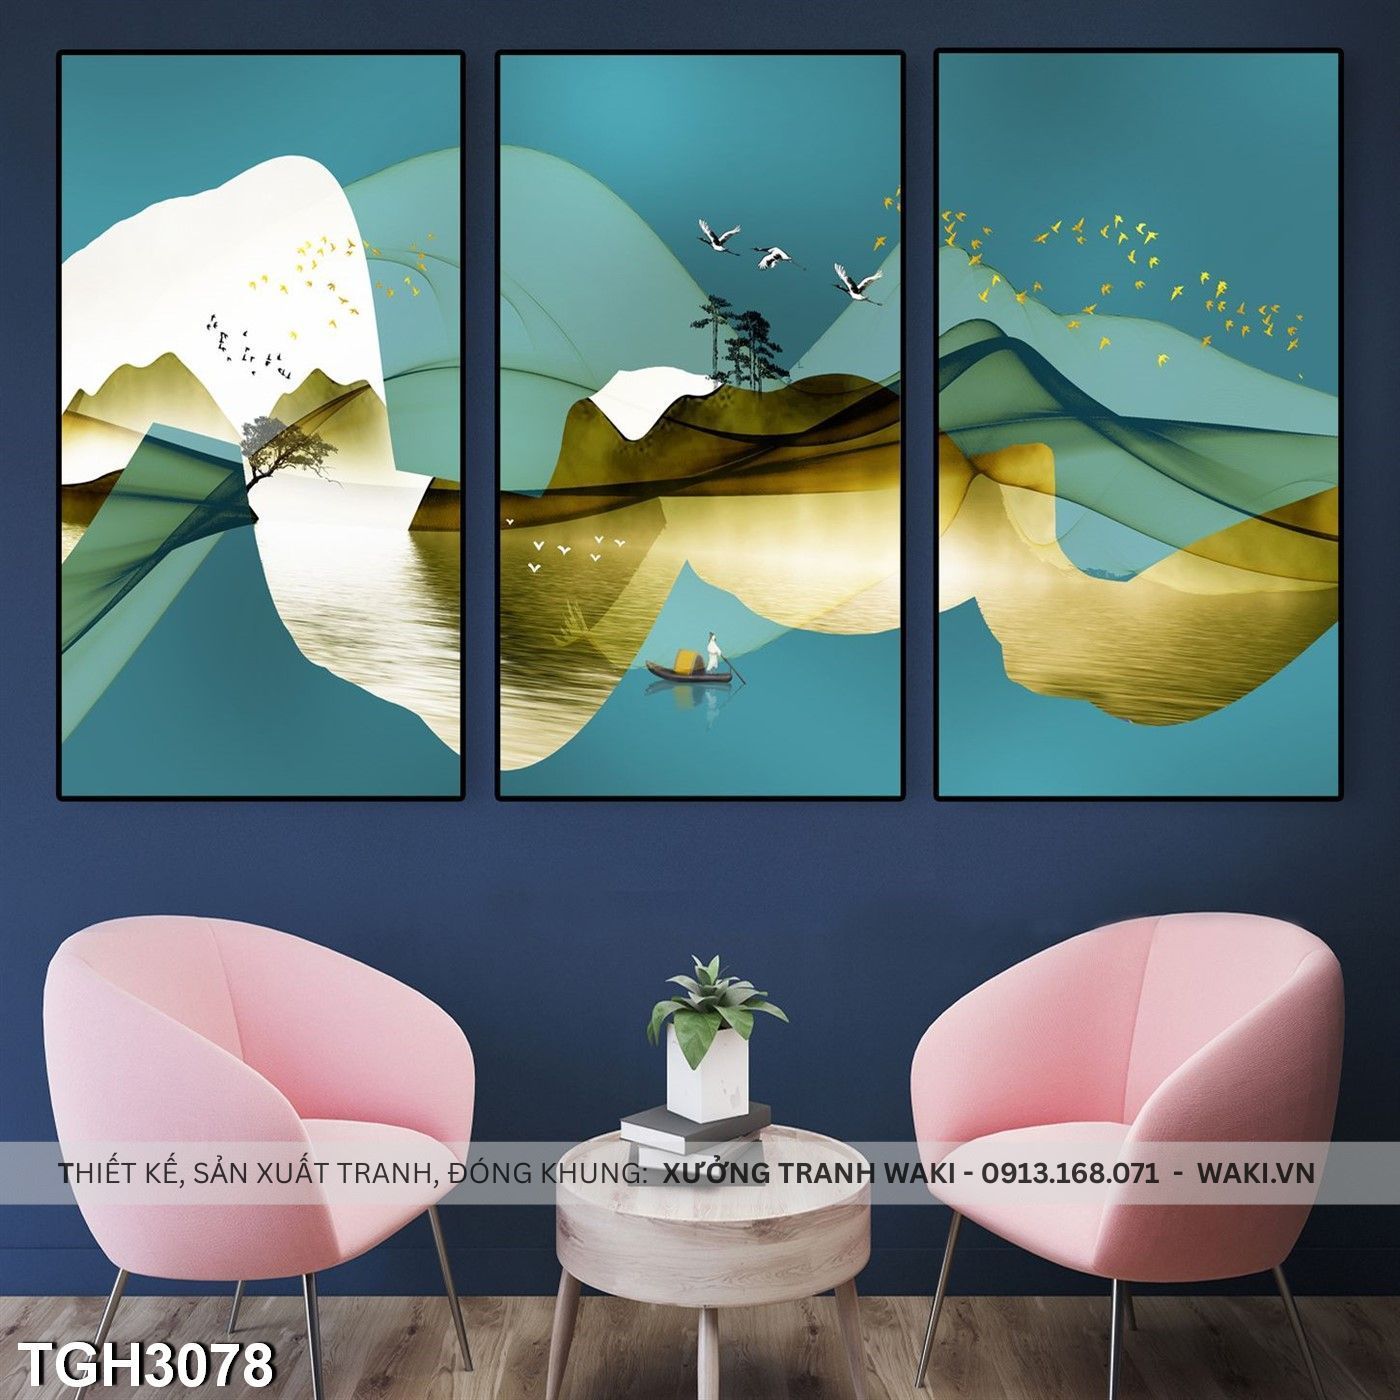 THIẾT KẾ, SẢN XUẤT TRANH, ĐÓNG KHUNG: XƯỞNG TRANH WAKI - 0913.168.071 - WAKI.VN
TGH3078